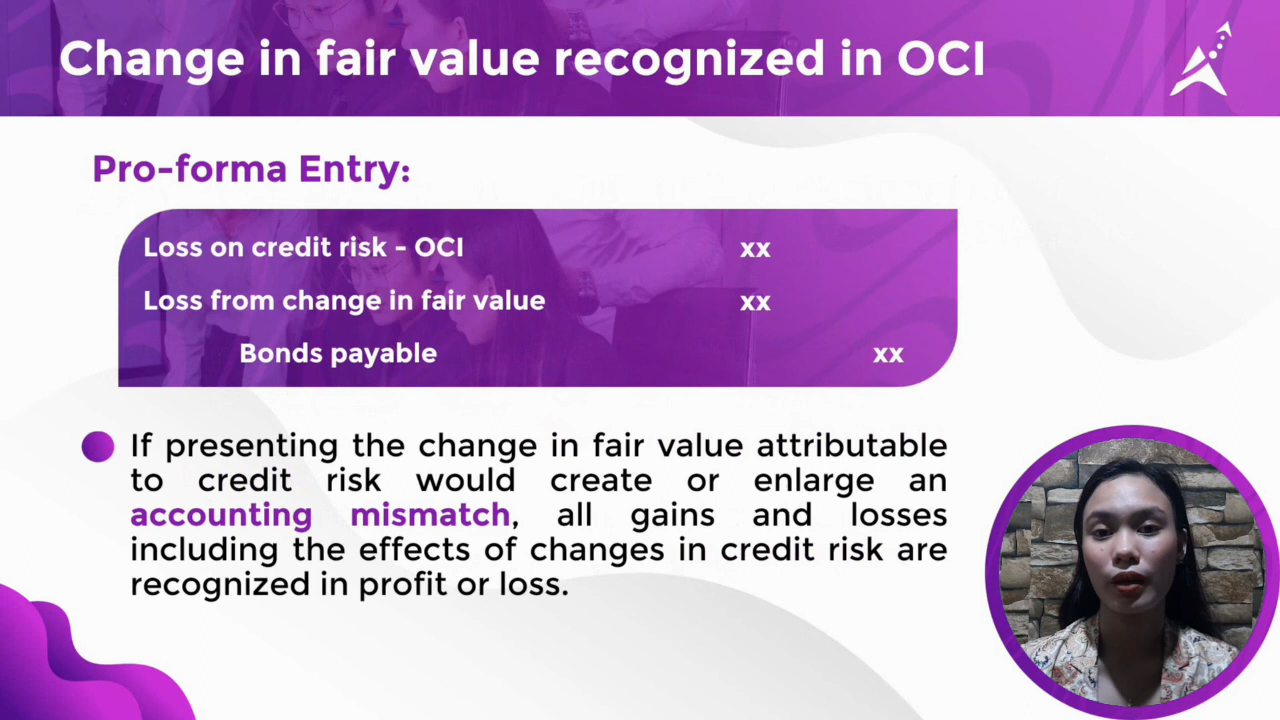 Change in fair value recognized in OCI
Pro-forma Entry:
Loss on credit risk - OCI xx
Loss from change in fair value xx
Bonds payable xx
If presenting the change in fair value attributable
to credit risk would create or enlarge an
accounting mismatch, all gains and losses
including the effects of changes in credit risk are
recognized in profit or loss.